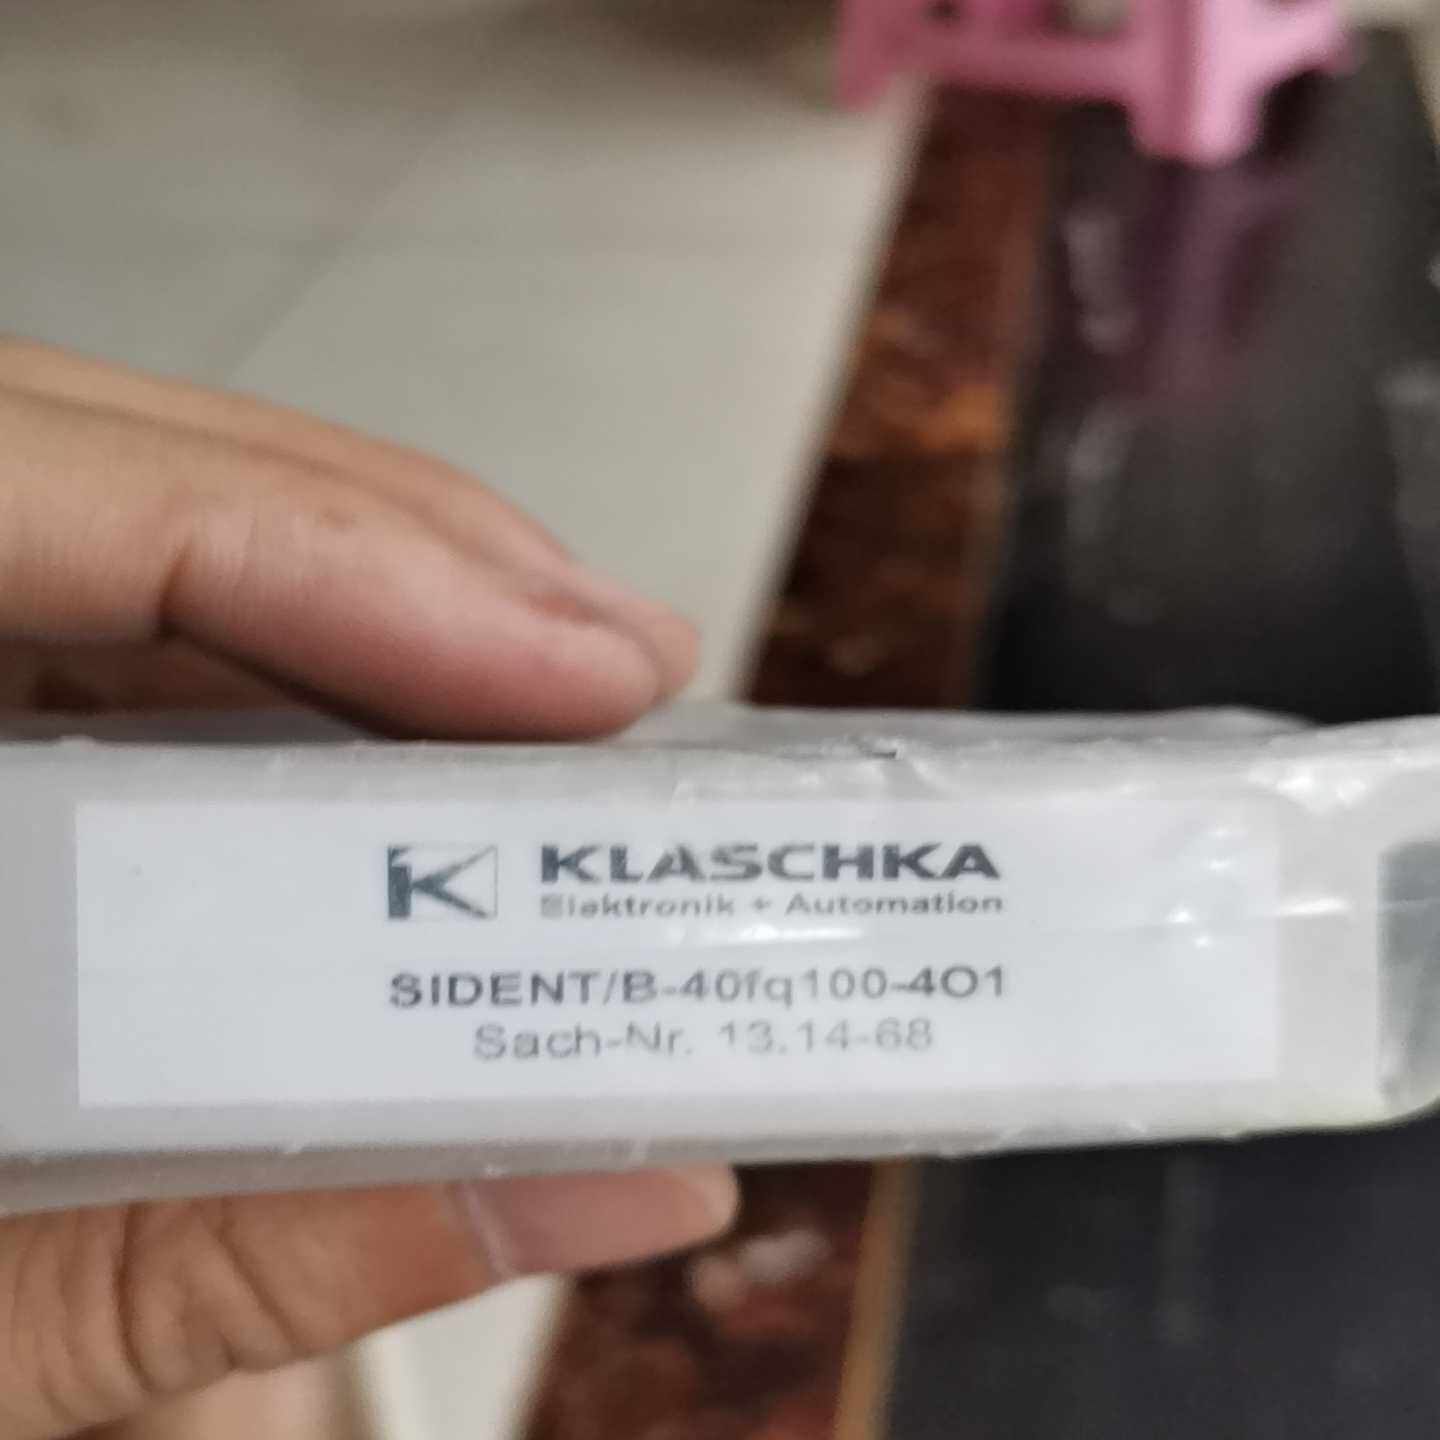 KLASCHKA
Elektronik + Automation
SIDENT/B-40fq100-4O1
Sach-Nr. 13.14-68